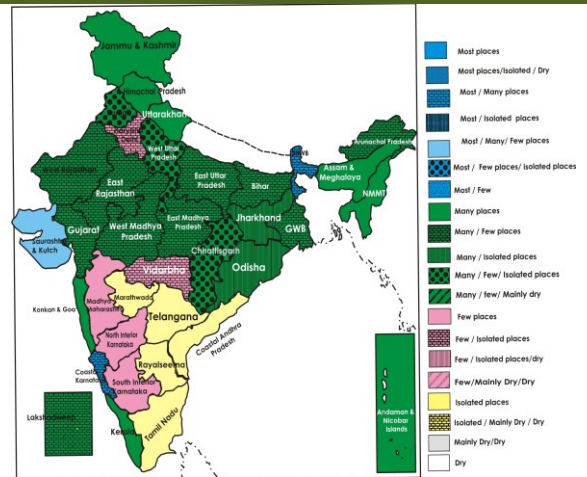 Jammu & Kashmir
Himachal Pradesh
Uttarakhan
West Uttar
Pradesh
West Rajasthan
East
Rajasthan
East Uttar
Pradesh
Bihar
Arunachal Pradesh
Assam &
Meghalaya
NMMT
Saurashtra
& Kutch
Gujarat
West Madhya
Pradesh
East Madhya
Pradesh
Jharkhand
GWB
Chhattisgarh
Odisha
Vidarbha
Konkan & Goa
Madhya
Maharashtra
Marathwada
Telangana
Coastal Andhra
Pradesh
North Interior
Karnataka
Coastal
Karnataka
Rayalseema
South Interior
Karnataka
Lakshadweep
Kerala
Tamil Nadu
Andaman &
Nicobar
Islands
Most places
Most places/Isolated / Dry
Most / Many places
Most / Isolated places
Most / Many/ Few places
Most / Few places/ Isolated places
Most / Few
Many places
Many / Few places
Many / Isolated places
Many / Few/ Isolated places
Many / few/ Mainly dry
Few places
Few / Isolated places
Few / Isolated places/dry
Few/Mainly Dry/Dry
Isolated places
Isolated / Mainly Dry / Dry
Mainly Dry/Dry
Dry